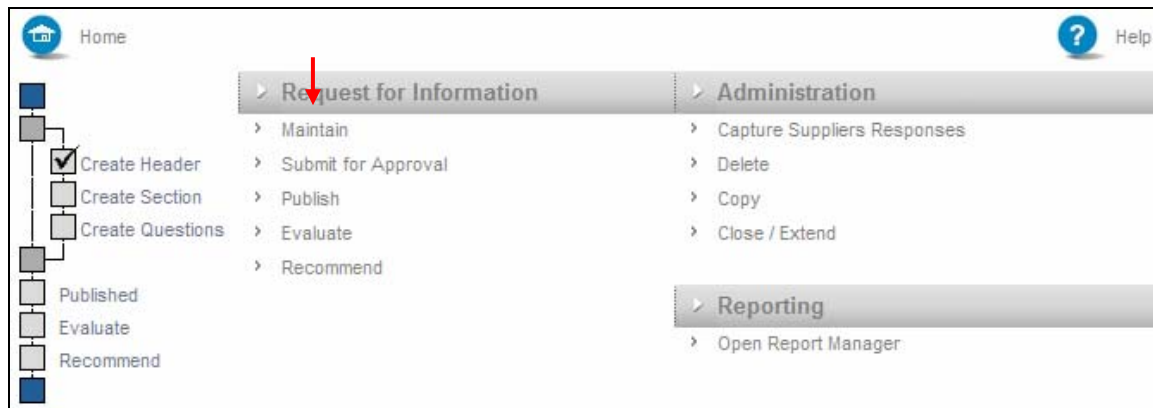 Home
? Help
Create Header
Create Section
Create Questions
Published
Evaluate
Recommend
Request for Information
Maintain
Submit for Approval
Publish
Evaluate
Recommend
Administration
Capture Suppliers Responses
Delete
Copy
Close / Extend
Reporting
Open Report Manager